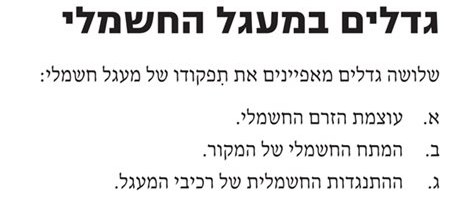 גדלים במעגל החשמלי
שלושה גדלים מאפיינים את תִפקודו של מעגל חשמלי:
א. עוצמת הזרם החשמלי.
ב. המתח החשמלי של המקור.
ג. ההתנגדות החשמלית של רכיבי המעגל.